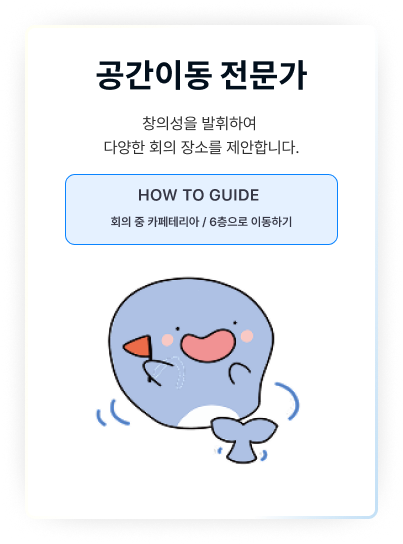 공간이동 전문가
창의성을 발휘하여
다양한 회의 장소를 제안합니다.
HOW TO GUIDE
회의 중 카페테리아 / 6층으로 이동하기